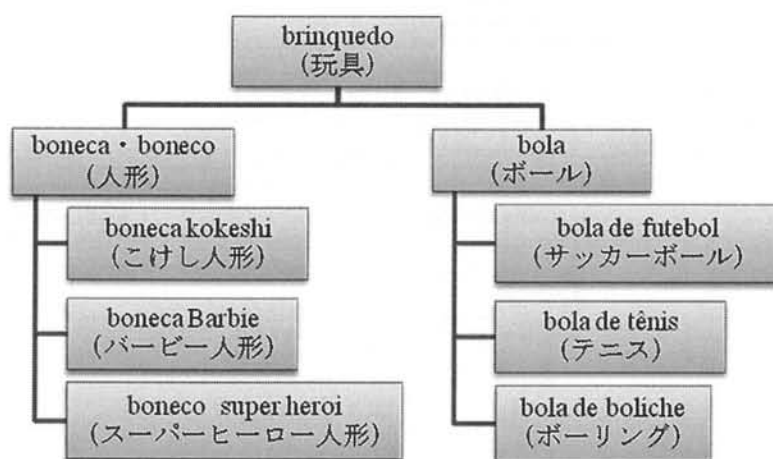 brinquedo
(玩具)
boneca・boneco
(人形)
bola
(ボール)
boneca kokeshi
(こけし人形)
boneca Barbie
(バービー人形)
boneco super heroi
(スーパーヒーロー人形)
bola de futebol
(サッカーボール)
bola de tênis
(テニス)
bola de boliche
(ボーリング)